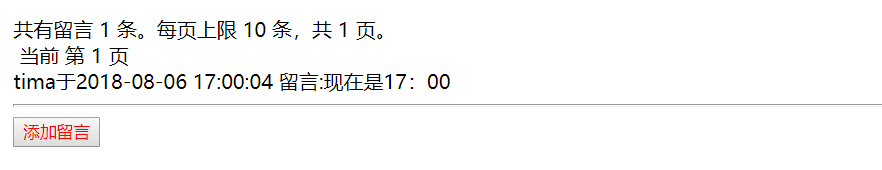 共有留言 1 条。每页上限 10 条，共 1 页。
当前 第 1 页
tima于2018-08-06 17:00:04 留言:现在是17：00
添加留言